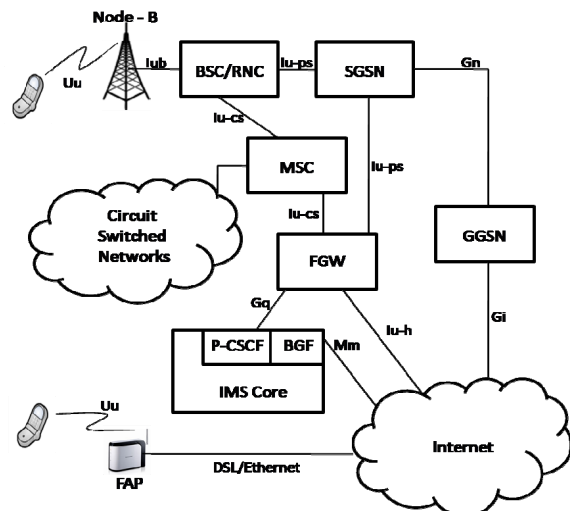 Node - B
Uu
Iub
BSC/RNC
Iu-ps
SGSN
Gn
Iu-cs
MSC
Iu-ps
Circuit
Switched
Networks
Iu-cs
FGW
GGSN
Gq
Iu-h
Gi
P-CSCF
BGF
Mm
IMS Core
Uu
Internet
FAP
DSL/Ethernet